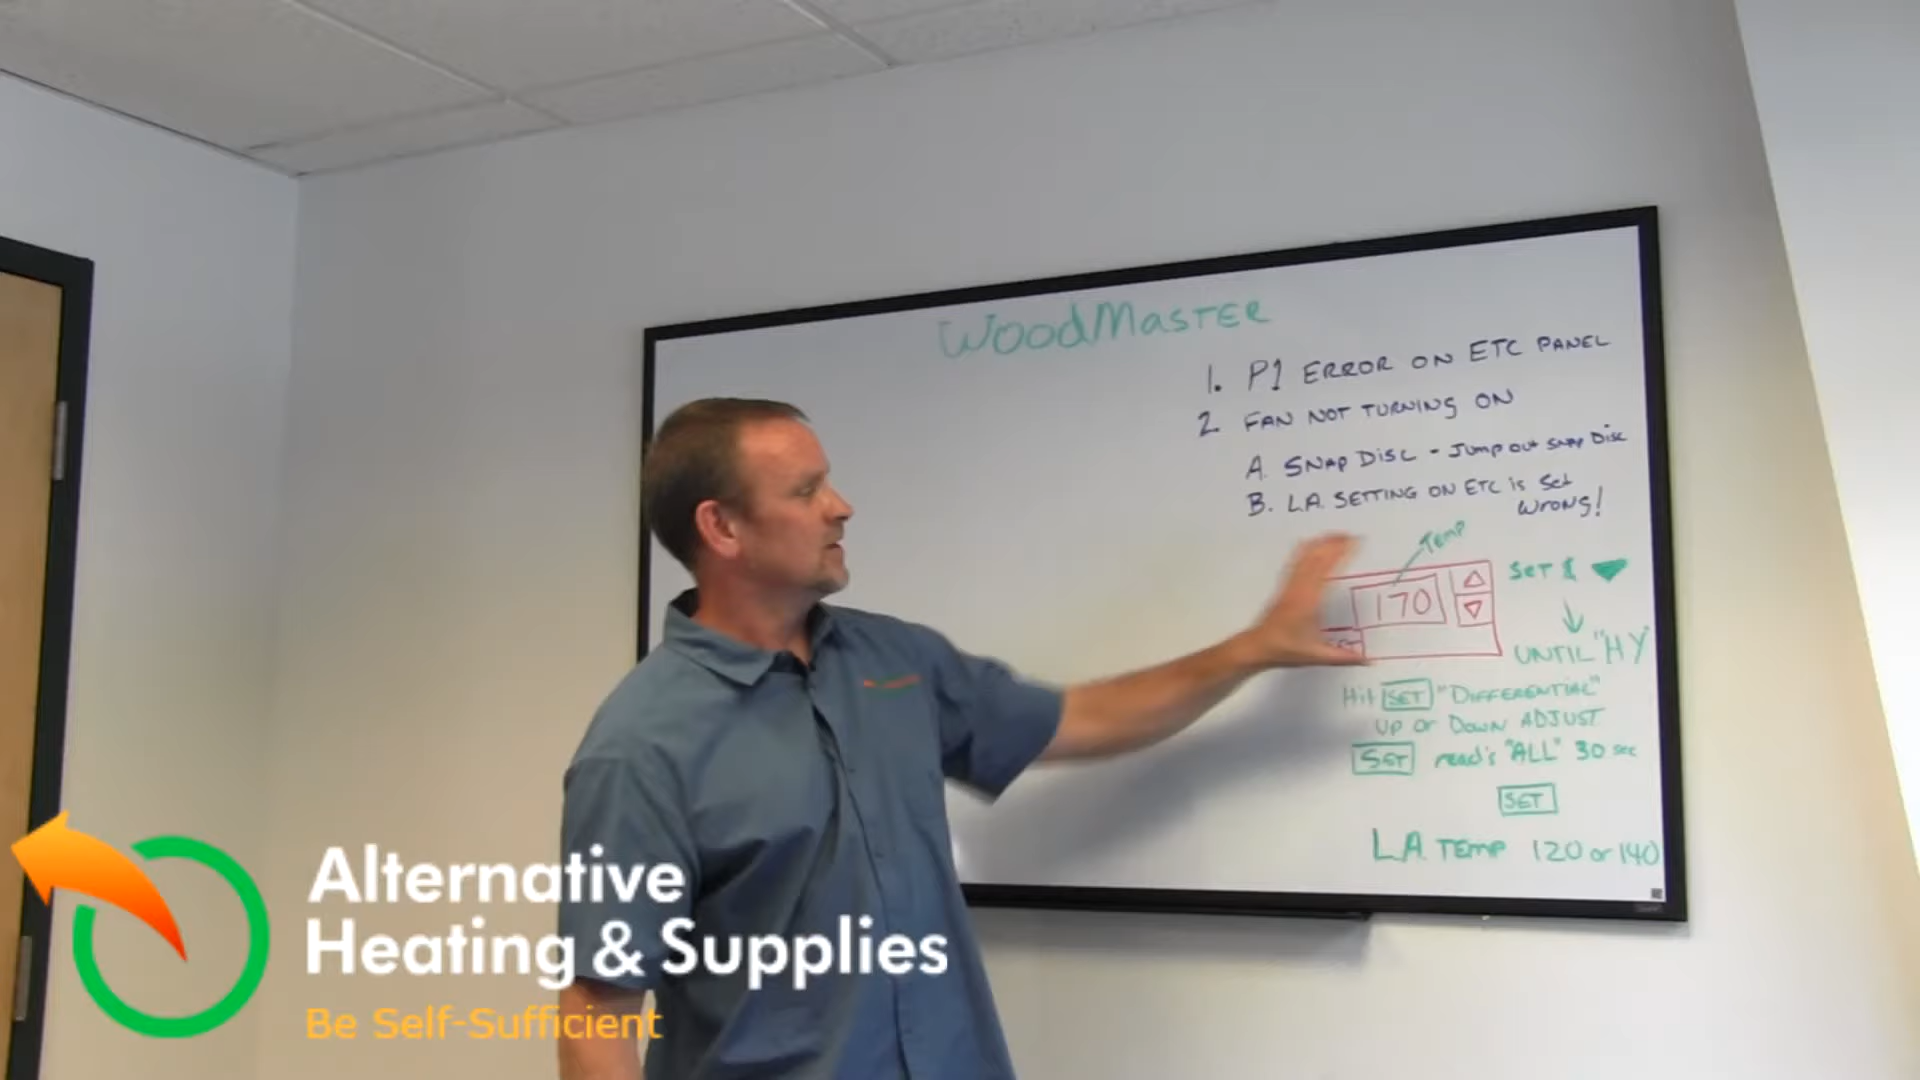 WOODMASTER
1. P1 ERROR ON ETC PANEL
2. FAN NOT TURNING ON
A. SNAP DISC - Jump out snap Disc
B. L.A. SETTING ON ETC is Set
WRONG!
TEMP
170
SET &
UNTIL "HY"
Hit SET "DIFFERENTIAL"
UP or Down ADJUST
SET read's "ALL" 30 sec
SET
L.A. TEMP 120 or 140
Alternative
Heating & Supplies
Be Self-Sufficient